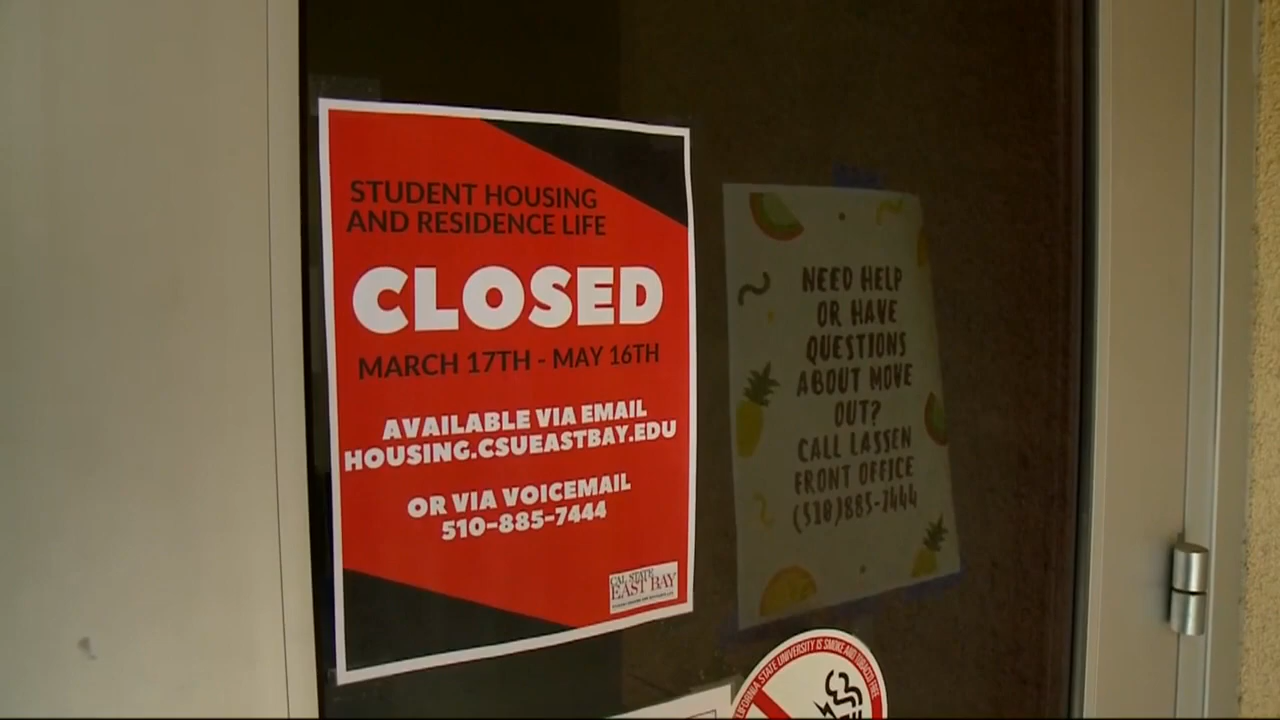 STUDENT HOUSING
AND RESIDENCE LIFE
CLOSED
MARCH 17TH - MAY 16TH
AVAILABLE VIA EMAIL
HOUSING.CSUEASTBAY.EDU
OR VIA VOICEMAIL
510-885-7444
CAL STATE
EAST BAY
NEED HELP
OR HAVE
QUESTIONS
ABOUT MOVE
OUT?
CALL LASSEN
FRONT OFFICE
(510)885-7444
CALIFORNIA STATE UNIVERSITY IS SMOKE AND TOBACCO FREE